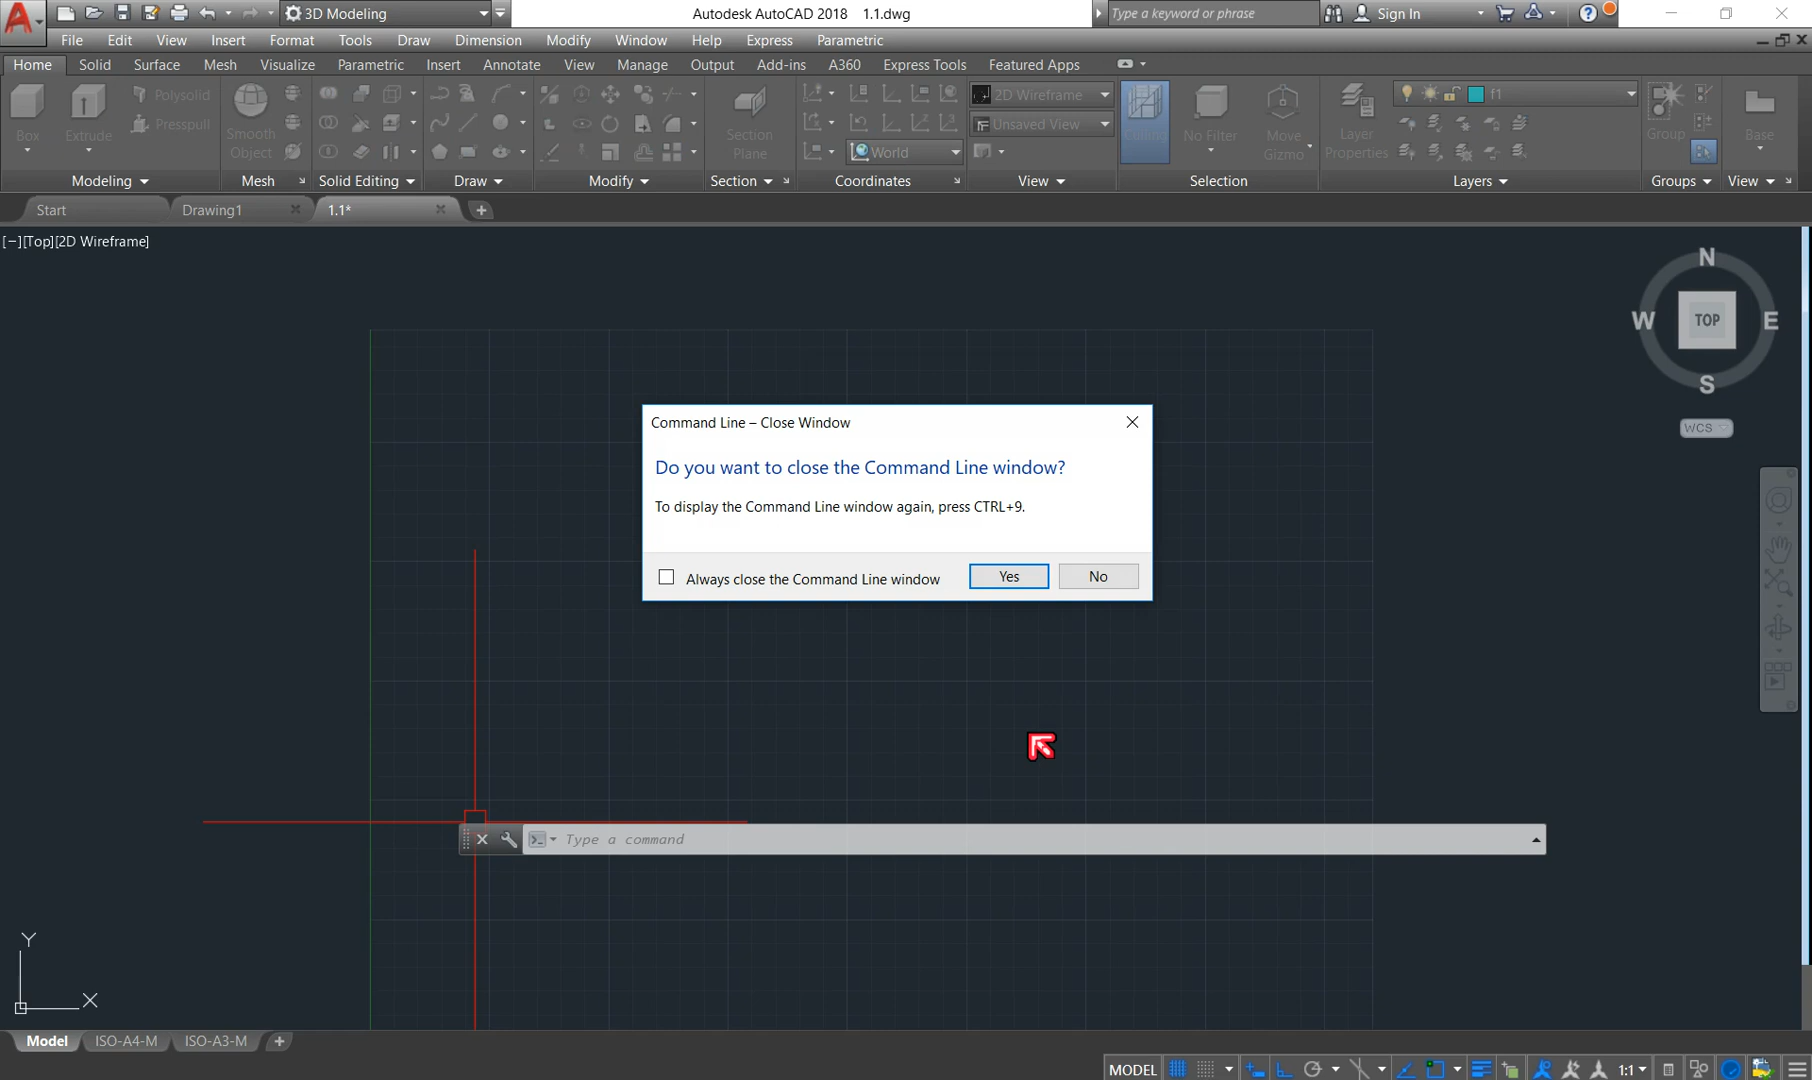 3D Modeling
Autodesk AutoCAD 2018 1.1.dwg
Type a keyword or phrase
Sign In
File Edit View Insert Format Tools Draw Dimension Modify Window Help Express Parametric
Home Solid Surface Mesh Visualize Parametric Insert Annotate View Manage Output Add-ins A360 Express Tools Featured Apps
Box
Extrude
Polysolid
Presspull
Smooth
Object
Section
Plane
World
2D Wireframe
Unsaved View
No Filter
Move
Gizmo
Layer
Properties
f1
Group
Base
Modeling Mesh Solid Editing Draw Modify Section Coordinates View Selection Layers Groups View
Start Drawing1 1.1*
[−][Top][2D Wireframe]
N
W TOP E
S
WCS
Command Line – Close Window
Do you want to close the Command Line window?
To display the Command Line window again, press CTRL+9.
Always close the Command Line window
Yes
No
Type a command
Y
X
Model ISO-A4-M ISO-A3-M
MODEL 1:1